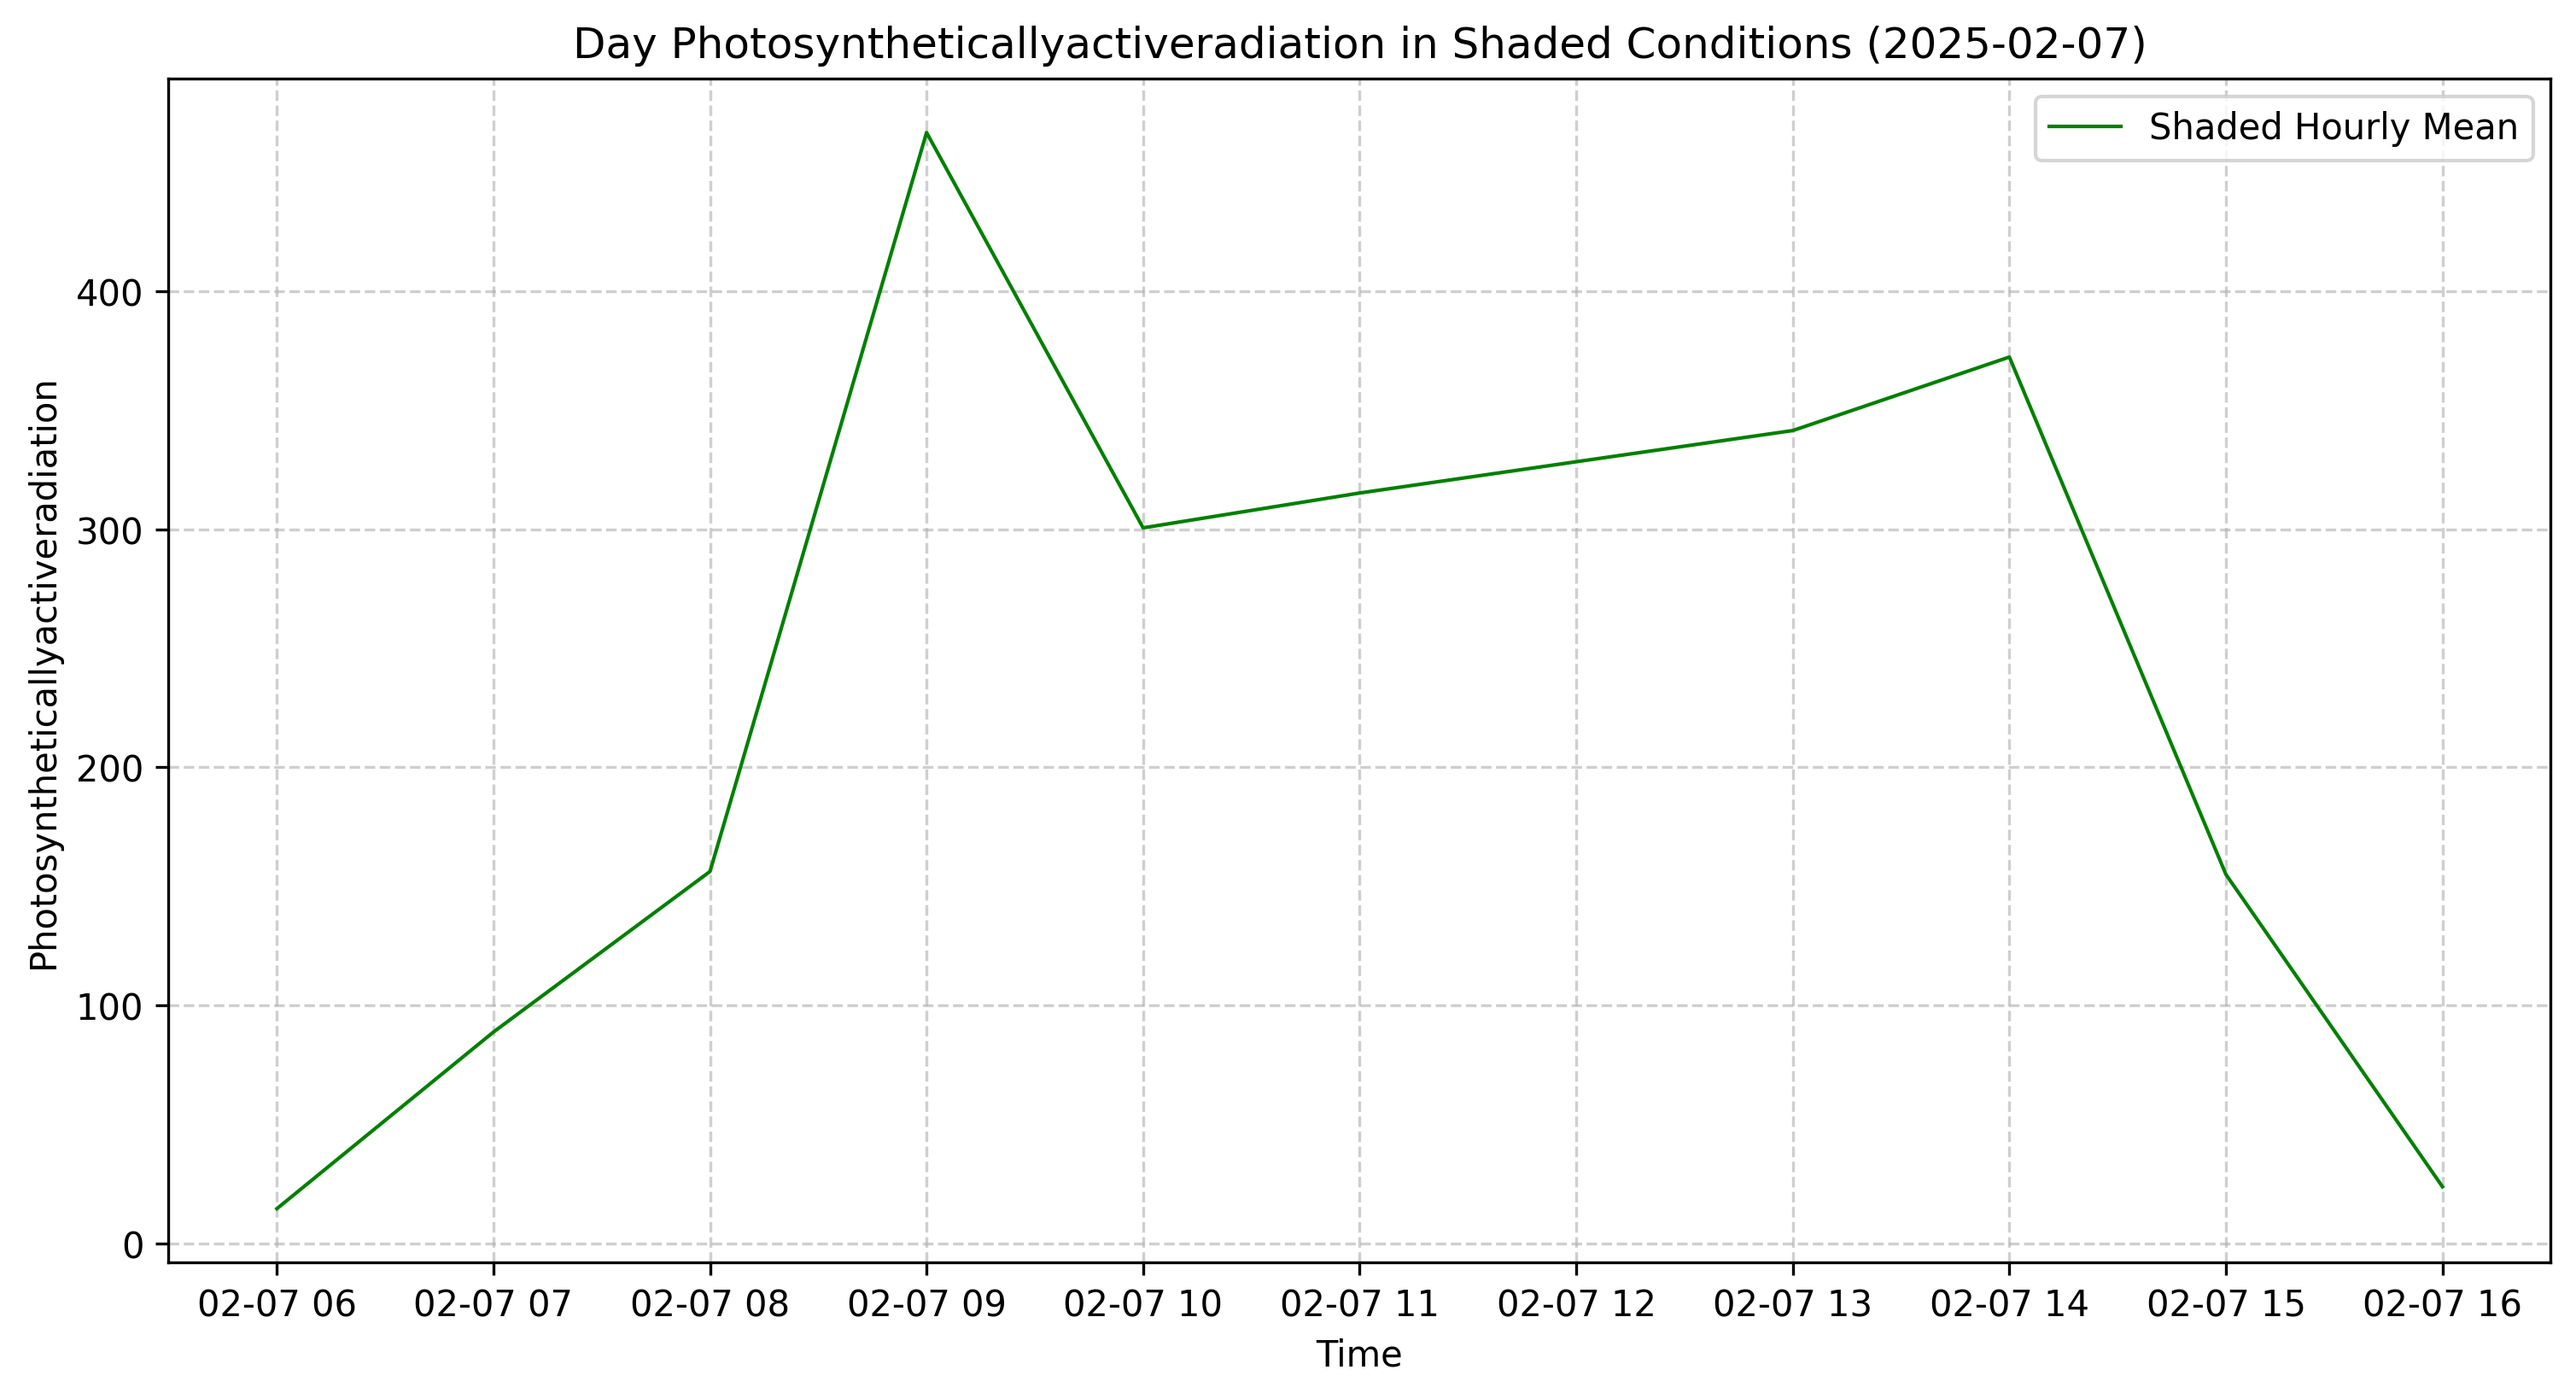 Day Photosyntheticallyactiveradiation in Shaded Conditions (2025-02-07)
Shaded Hourly Mean
Photosyntheticallyactiveradiation
400
300
200
100
0
02-07 06 02-07 07 02-07 08 02-07 09 02-07 10 02-07 11 02-07 12 02-07 13 02-07 14 02-07 15 02-07 16
Time